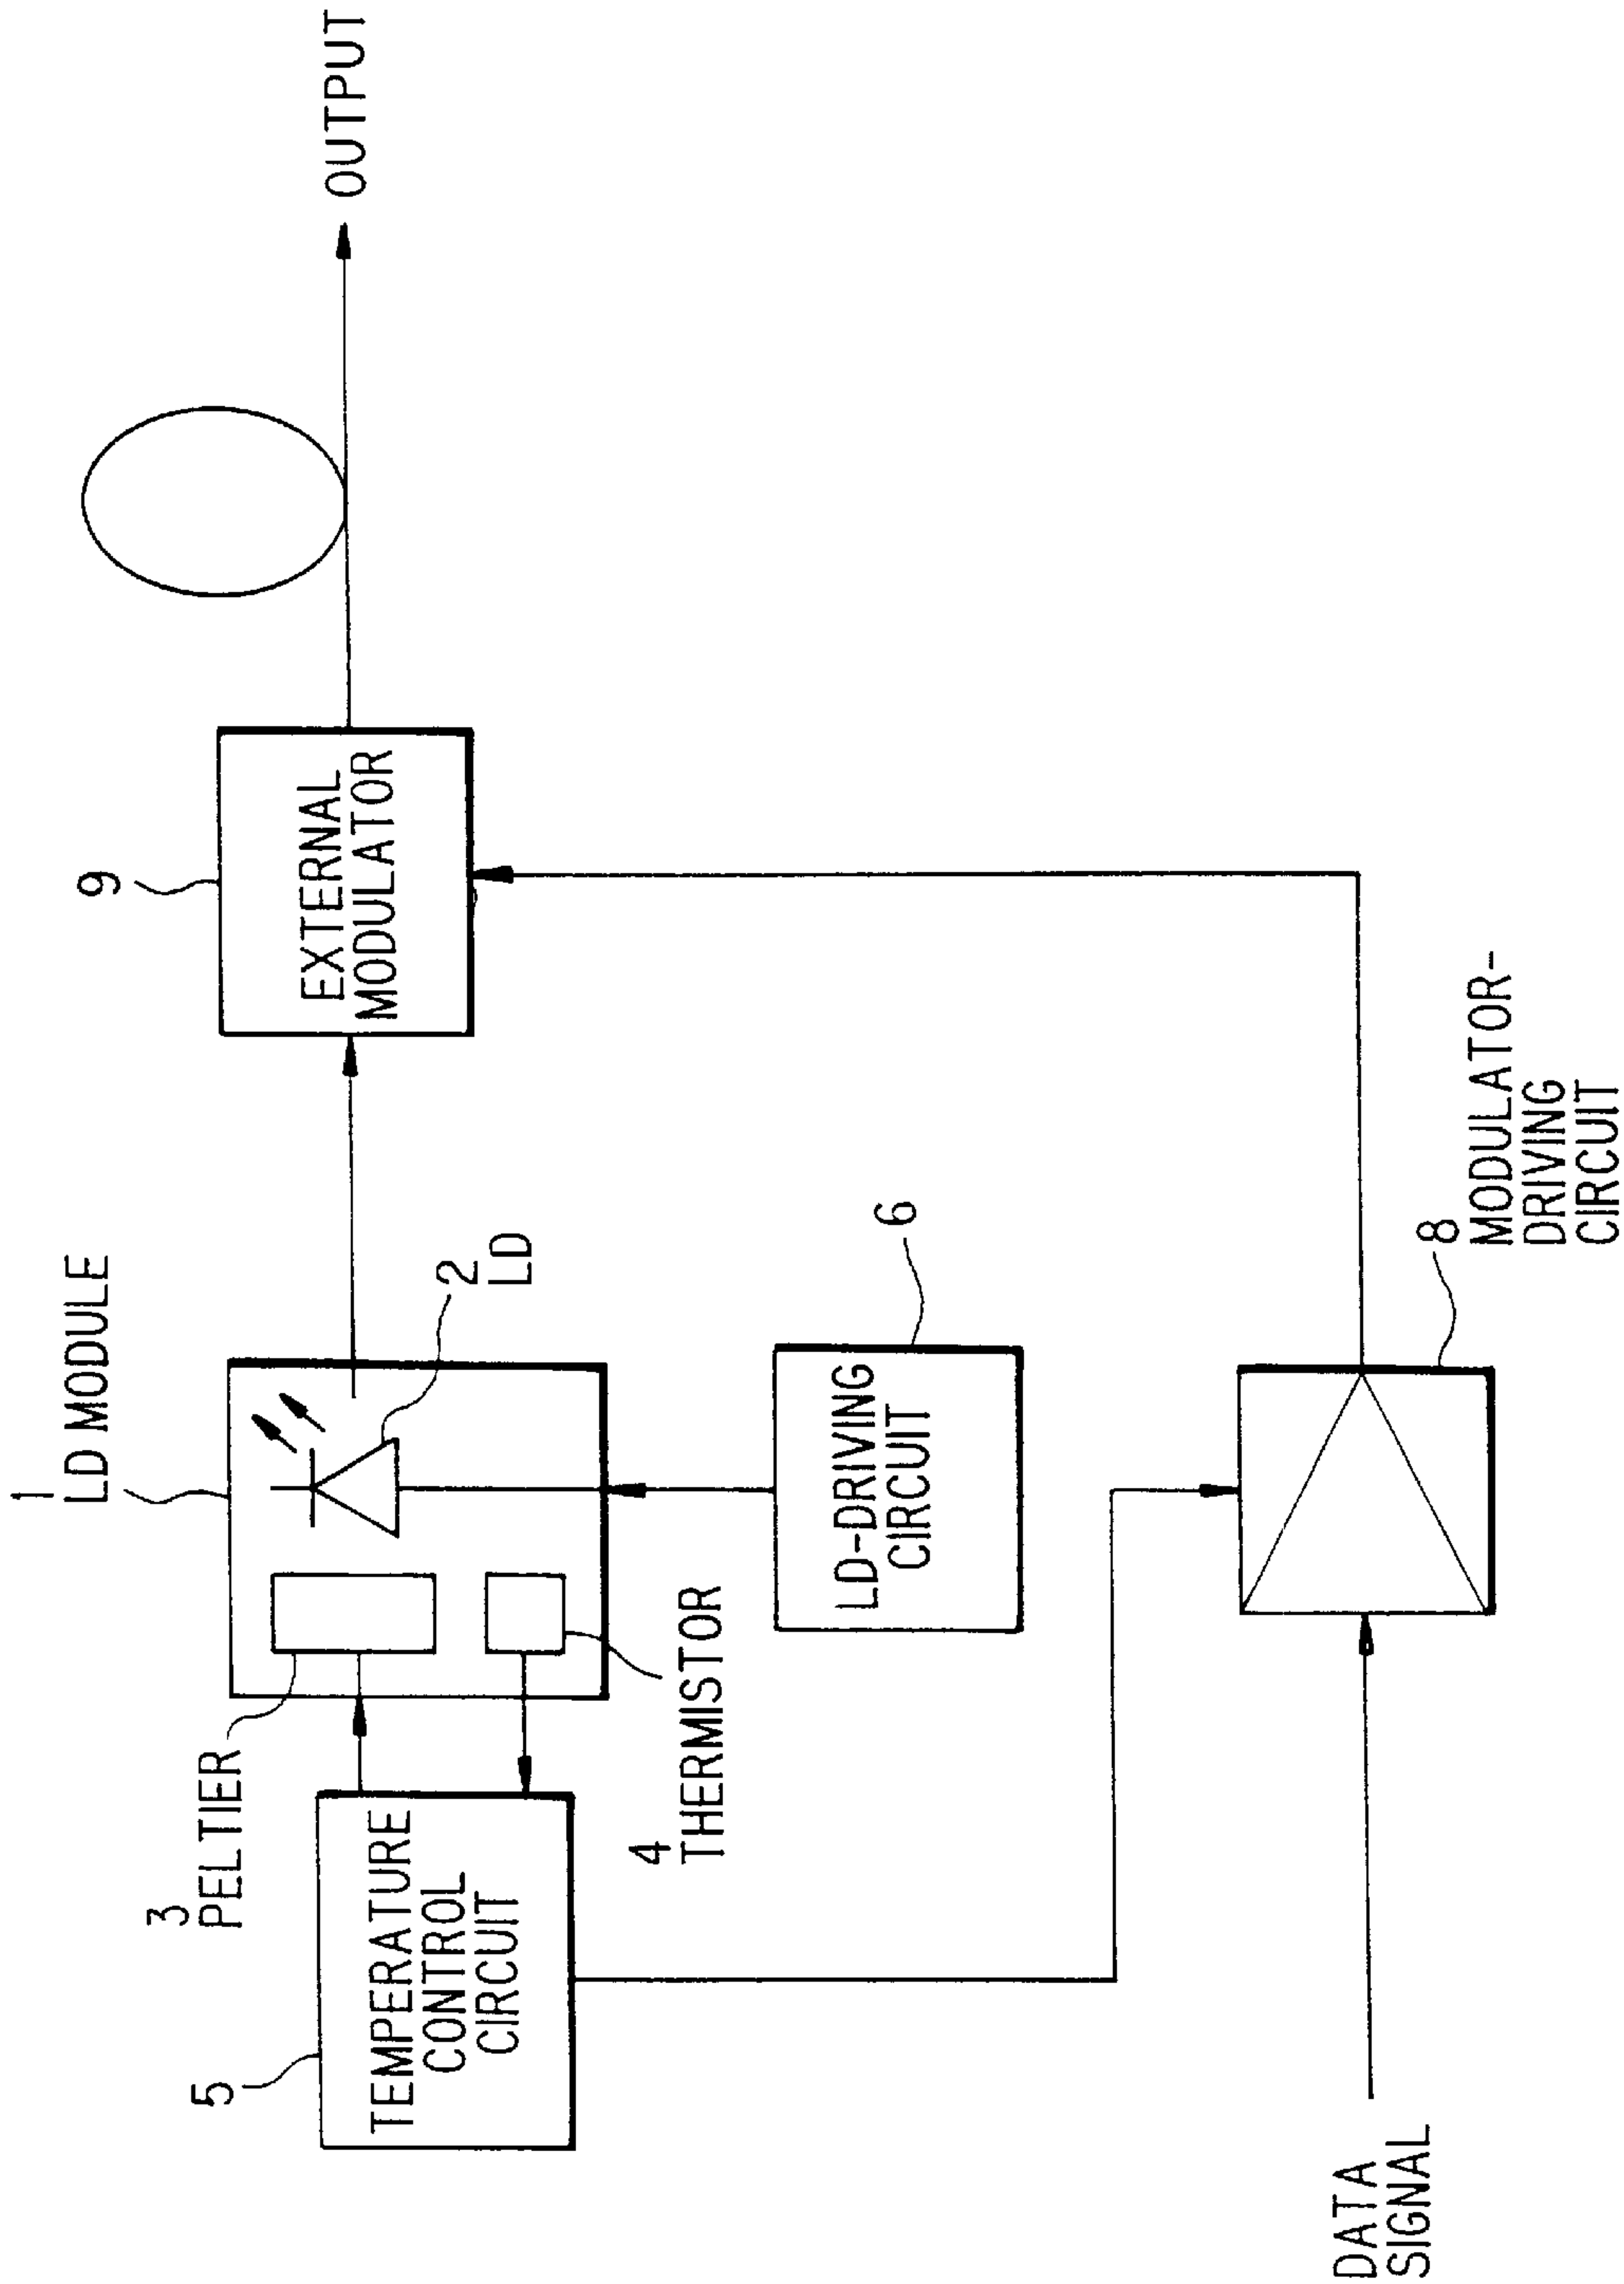 1
LD MODULE
3
PELTIER
2
LD
4
THERMISTOR
5
TEMPERATURE
CONTROL
CIRCUIT
LD-DRIVING
CIRCUIT
6
9
EXTERNAL
MODULATOR
OUTPUT
8
MODULATOR-
DRIVING
CIRCUIT
DATA
SIGNAL